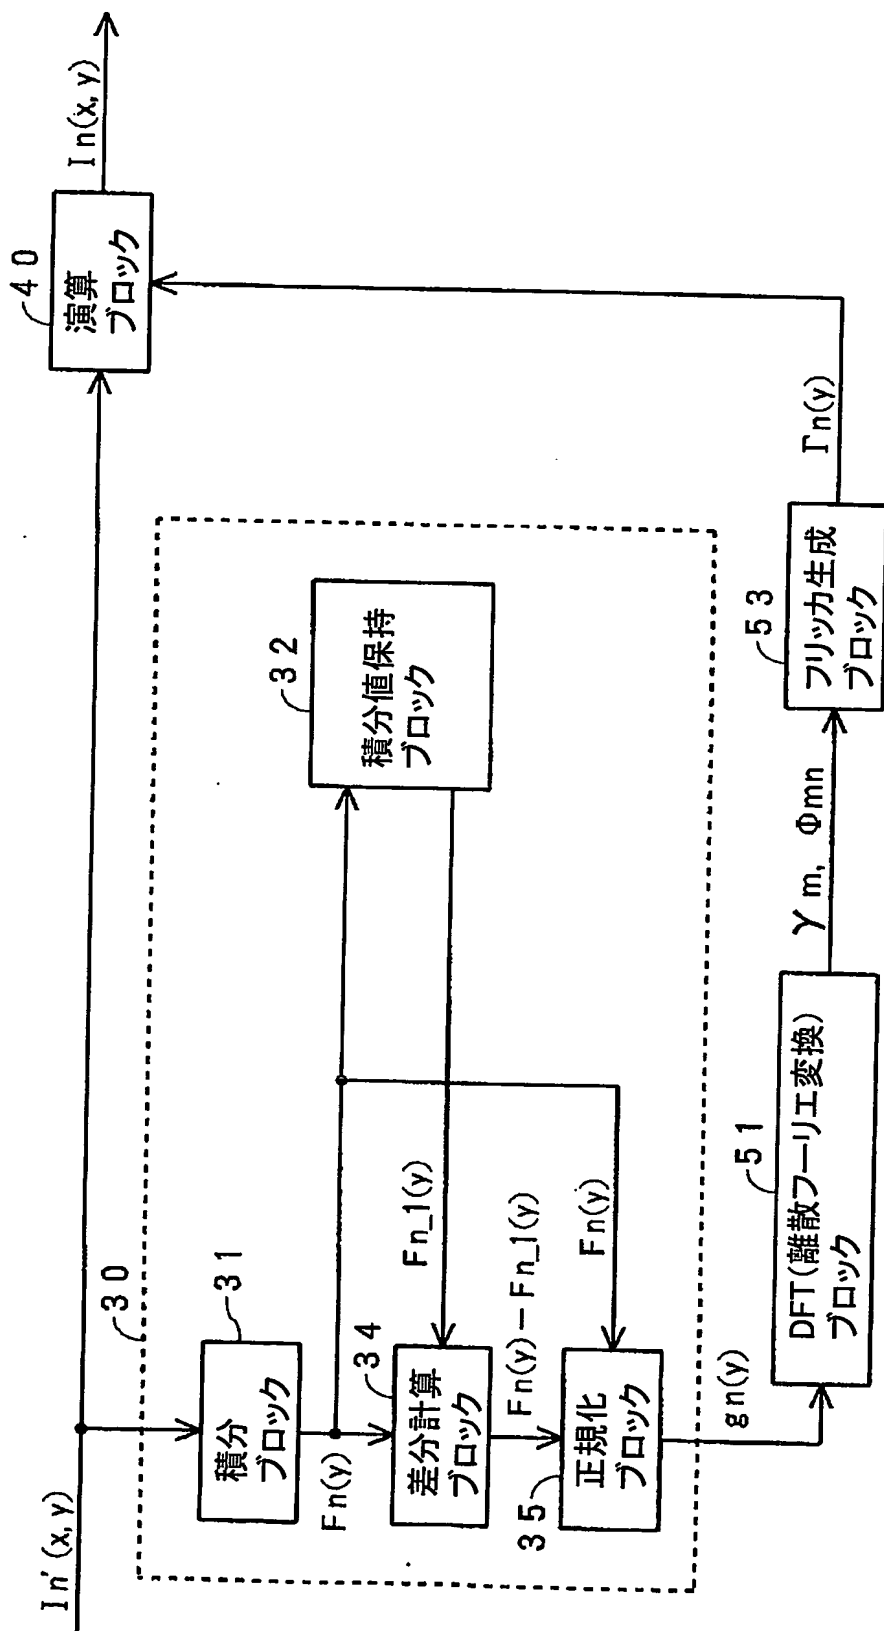 In'(x, y)
30
31
積分
ブロック
Fn(y)
34
差分計算
ブロック
Fn_1(y)
Fn(y)－Fn_1(y)
35
正規化
ブロック
Fn(y)
32
積分値保持
ブロック
gn(y)
51
DFT(離散フーリエ変換)
ブロック
γm, Φmn
53
フリッカ生成
ブロック
Γn(y)
40
演算
ブロック
In(x, y)